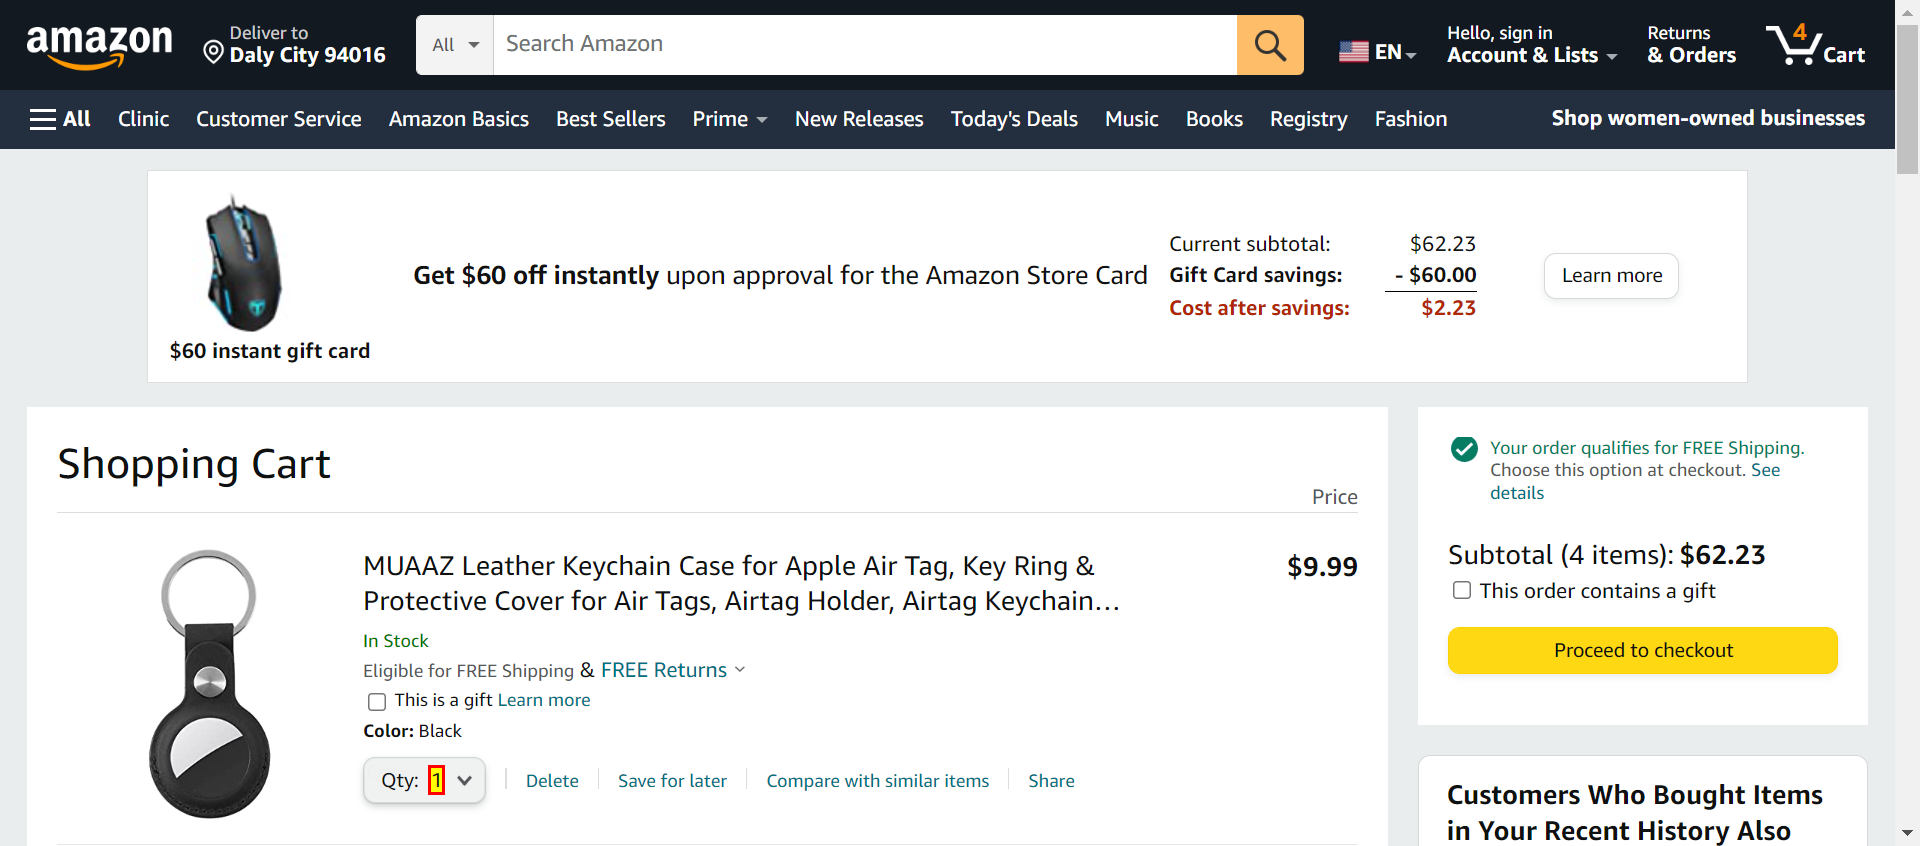 amazon
Deliver to
Daly City 94016
All
Search Amazon
EN
Hello, sign in
Account & Lists
Returns
& Orders
4
Cart
All
Clinic
Customer Service
Amazon Basics
Best Sellers
Prime
New Releases
Today's Deals
Music
Books
Registry
Fashion
Shop women-owned businesses
Get $60 off instantly upon approval for the Amazon Store Card
Current subtotal: $62.23
Gift Card savings: - $60.00
Cost after savings: $2.23
Learn more
$60 instant gift card
Shopping Cart
Price
MUAAZ Leather Keychain Case for Apple Air Tag, Key Ring &
Protective Cover for Air Tags, Airtag Holder, Airtag Keychain…
$9.99
In Stock
Eligible for FREE Shipping & FREE Returns
This is a gift Learn more
Color: Black
Qty: 1
Delete
Save for later
Compare with similar items
Share
Your order qualifies for FREE Shipping.
Choose this option at checkout. See
details
Subtotal (4 items): $62.23
This order contains a gift
Proceed to checkout
Customers Who Bought Items
in Your Recent History Also